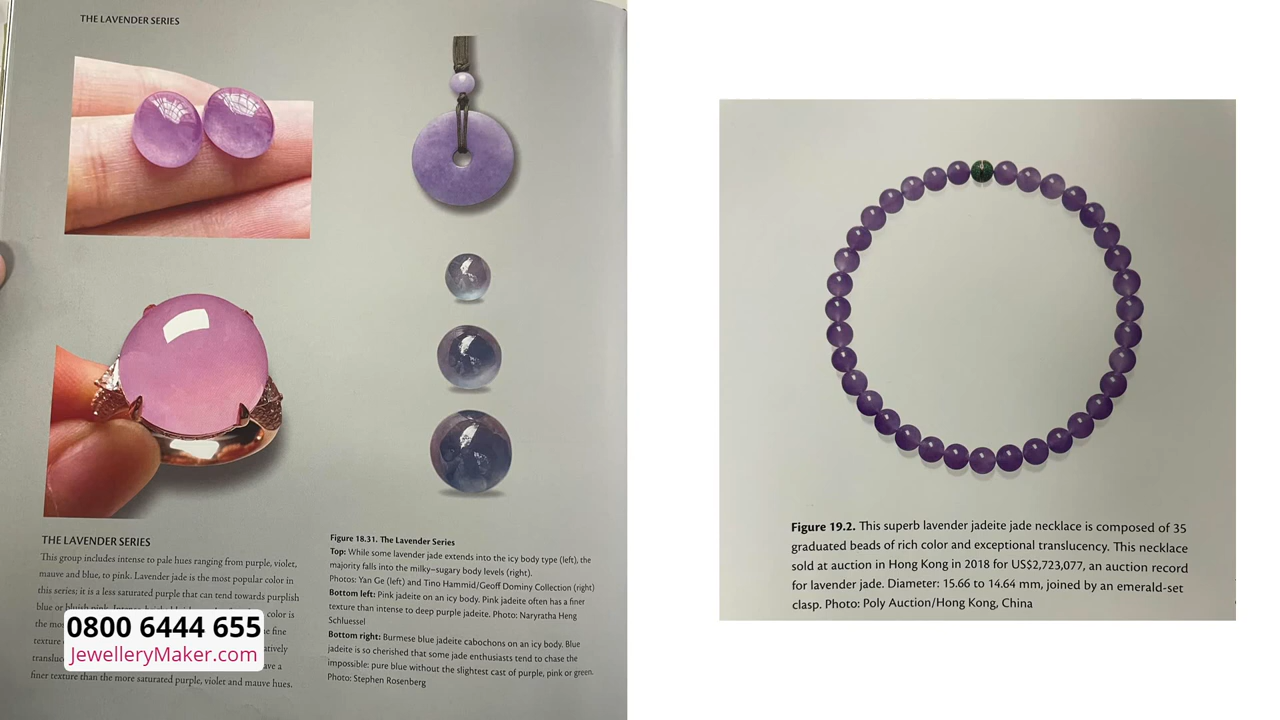 THE LAVENDER SERIES
THE LAVENDER SERIES
This group includes intense to pale hues ranging from purple, violet,
mauve and blue, to pink. Lavender jade is the most popular color in
this series; it is a less saturated purple that can tend towards purplish
blue or bluish pink.
color is
the mo
fine
texture
atively
transluc
ave a
finer texture than the more saturated purple, violet and mauve hues.
0800 6444 655
JewelleryMaker.com
Figure 18.31. The Lavender Series
Top: While some lavender jade extends into the icy body type (left), the
majority falls into the milky–sugary body levels (right).
Photos: Yan Ge (left) and Tino Hammid/Geoff Dominy Collection (right)
Bottom left: Pink jadeite on an icy body. Pink jadeite often has a finer
texture than intense to deep purple jadeite. Photo: Naryratha Heng
Schluessel
Bottom right: Burmese blue jadeite cabochons on an icy body. Blue
jadeite is so cherished that some jade enthusiasts tend to chase the
impossible: pure blue without the slightest cast of purple, pink or green.
Photo: Stephen Rosenberg
Figure 19.2. This superb lavender jadeite jade necklace is composed of 35
graduated beads of rich color and exceptional translucency. This necklace
sold at auction in Hong Kong in 2018 for US$2,723,077, an auction record
for lavender jade. Diameter: 15.66 to 14.64 mm, joined by an emerald-set
clasp. Photo: Poly Auction/Hong Kong, China